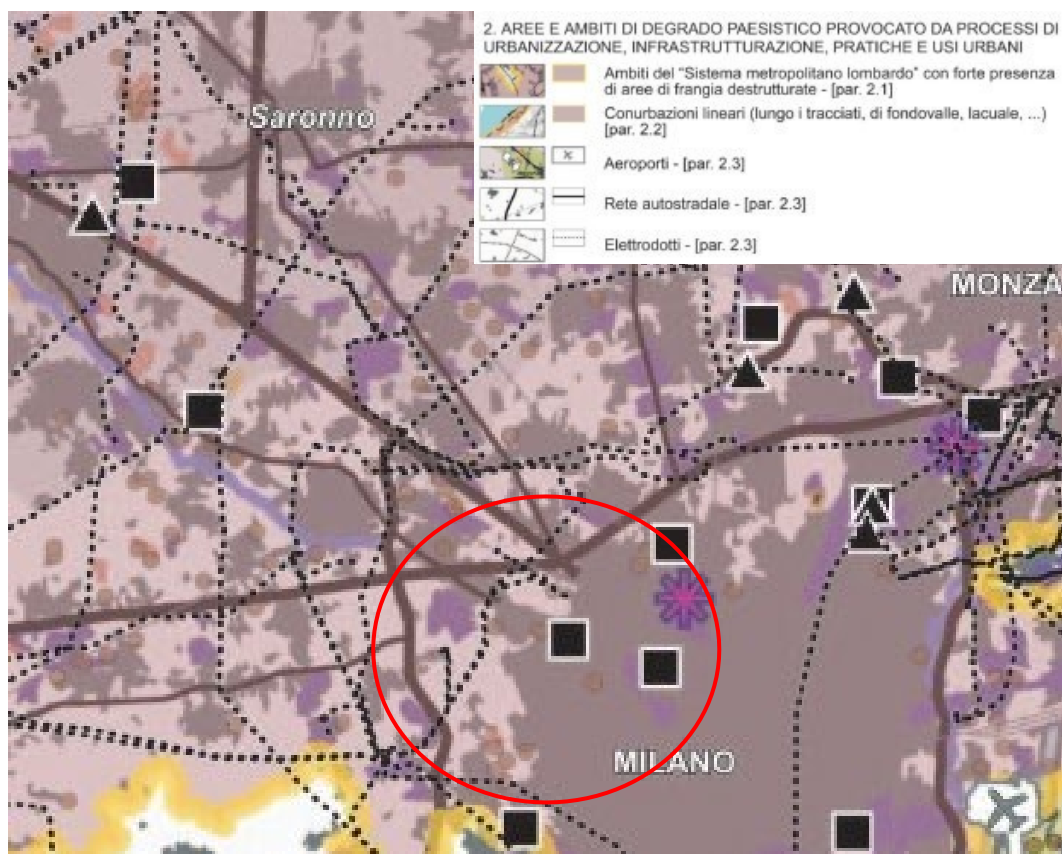 2. AREE E AMBITI DI DEGRADO PAESISTICO PROVOCATO DA PROCESSI DI
URBANIZZAZIONE, INFRASTRUTTURAZIONE, PRATICHE E USI URBANI
Ambiti del "Sistema metropolitano lombardo" con forte presenza
di aree di frangia destrutturate - [par. 2.1]
Conurbazioni lineari (lungo i tracciati, di fondovalle, lacuale, ...)
[par. 2.2]
Aeroporti - [par. 2.3]
Rete autostradale - [par. 2.3]
Elettrodotti - [par. 2.3]
Saronno
MONZA
MILANO